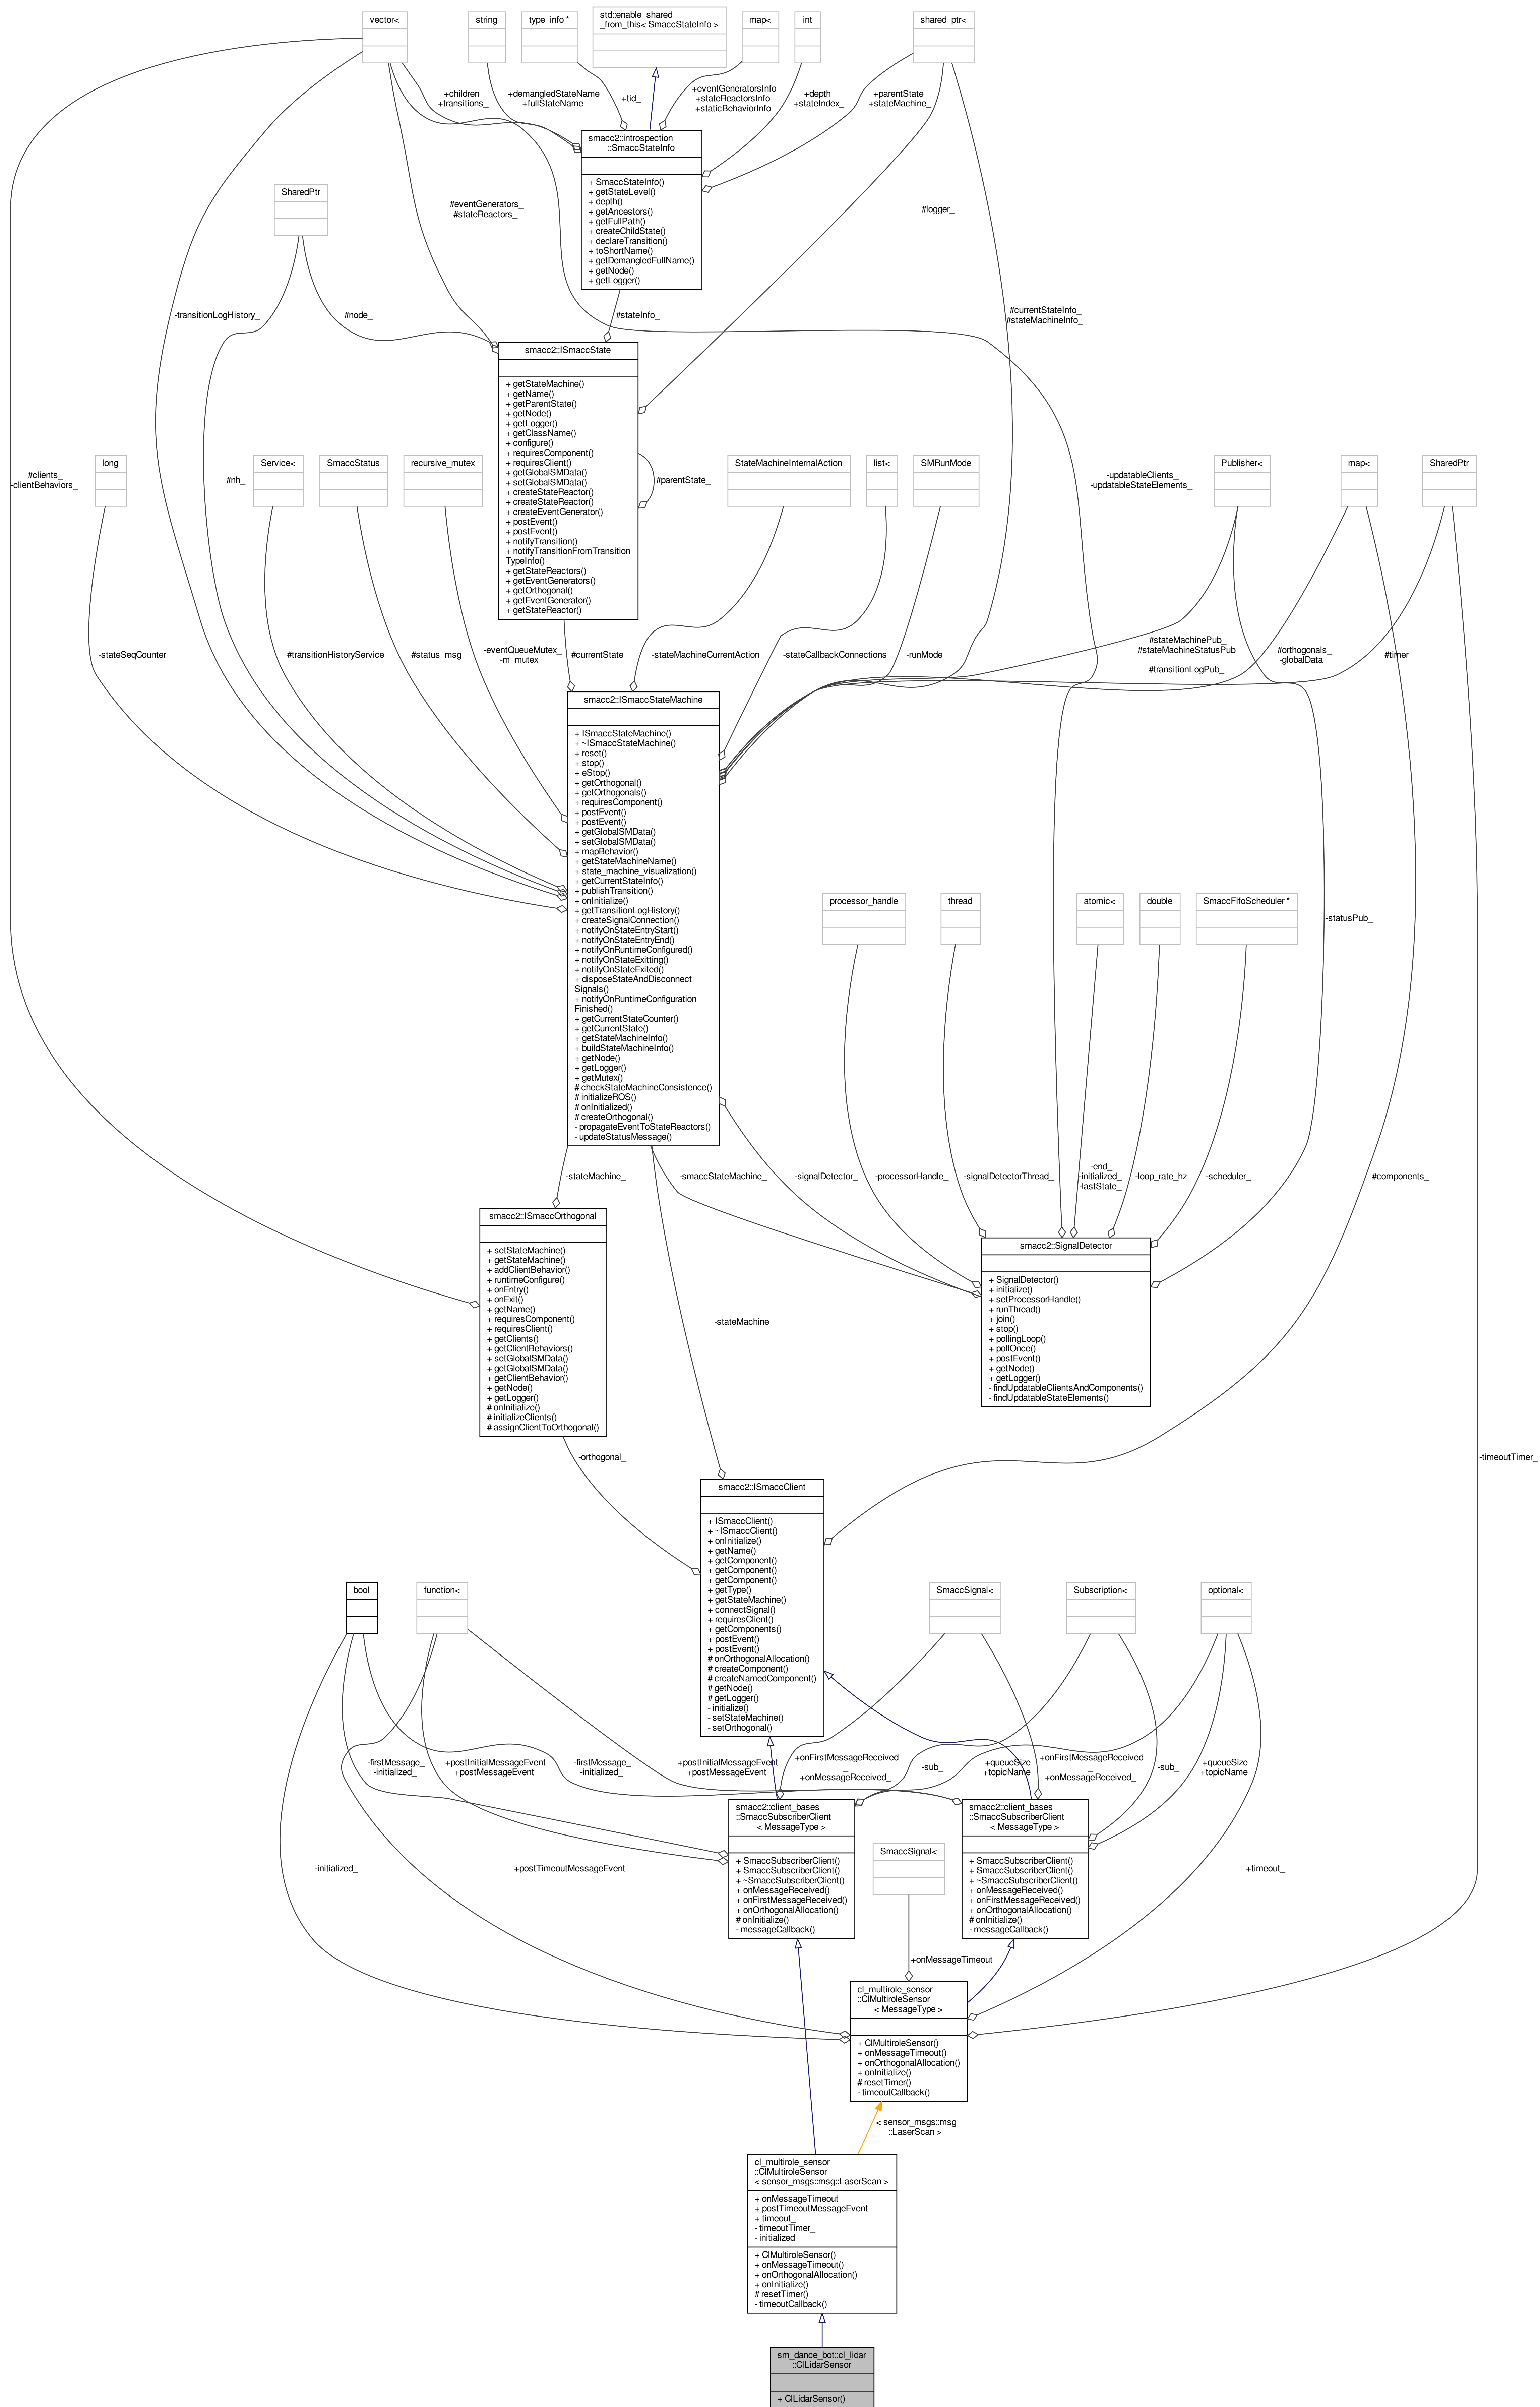 vector<
string
type_info *
std::enable_shared
_from_this< SmaccStateInfo >
map<
int
shared_ptr<
+children_
+transitions_
+demangledStateName
+fullStateName
+tid_
+eventGeneratorsInfo
+stateReactorsInfo
+staticBehaviorInfo
+depth_
+stateIndex_
+parentState_
+stateMachine_
smacc2::introspection
::SmaccStateInfo
+ SmaccStateInfo()
+ getStateLevel()
+ depth()
+ getAncestors()
+ getFullPath()
+ createChildState()
+ declareTransition()
+ toShortName()
+ getDemangledFullName()
+ getNode()
+ getLogger()
SharedPtr
#eventGenerators_
#stateReactors_
#logger_
-transitionLogHistory_
#node_
#stateInfo_
#currentStateInfo_
#stateMachineInfo_
smacc2::ISmaccState
+ getStateMachine()
+ getName()
+ getParentState()
+ getNode()
+ getLogger()
+ getClassName()
+ configure()
+ requiresComponent()
+ requiresClient()
+ getGlobalSMData()
+ setGlobalSMData()
+ createStateReactor()
+ createStateReactor()
+ createEventGenerator()
+ postEvent()
+ postEvent()
+ notifyTransition()
+ notifyTransitionFromTransition
TypeInfo()
+ getStateReactors()
+ getEventGenerators()
+ getOrthogonal()
+ getEventGenerator()
+ getStateReactor()
#parentState_
#clients_
-clientBehaviors_
long
#nh_
Service<
SmaccStatus
recursive_mutex
StateMachineInternalAction
list<
SMRunMode
-updatableClients_
-updatableStateElements_
Publisher<
map<
SharedPtr
-stateSeqCounter_
#transitionHistoryService_
#status_msg_
-eventQueueMutex_
-m_mutex_
#currentState_
-stateMachineCurrentAction
-stateCallbackConnections
-runMode_
#stateMachinePub_
#stateMachineStatusPub
_
#transitionLogPub_
#orthogonals_
-globalData_
#timer_
smacc2::ISmaccStateMachine
+ ISmaccStateMachine()
+ ~ISmaccStateMachine()
+ reset()
+ stop()
+ eStop()
+ getOrthogonal()
+ getOrthogonals()
+ requiresComponent()
+ postEvent()
+ postEvent()
+ getGlobalSMData()
+ setGlobalSMData()
+ mapBehavior()
+ getStateMachineName()
+ state_machine_visualization()
+ getCurrentStateInfo()
+ publishTransition()
+ onInitialize()
+ getTransitionLogHistory()
+ createSignalConnection()
+ notifyOnStateEntryStart()
+ notifyOnStateEntryEnd()
+ notifyOnRuntimeConfigured()
+ notifyOnStateExitting()
+ notifyOnStateExited()
+ disposeStateAndDisconnect
Signals()
+ notifyOnRuntimeConfiguration
Finished()
+ getCurrentStateCounter()
+ getCurrentState()
+ getStateMachineInfo()
+ buildStateMachineInfo()
+ getNode()
+ getLogger()
+ getMutex()
# checkStateMachineConsistence()
# initializeROS()
# onInitialized()
# createOrthogonal()
- propagateEventToStateReactors()
- updateStatusMessage()
processor_handle
thread
atomic<
double
SmaccFifoScheduler *
-statusPub_
-stateMachine_
-smaccStateMachine_
-signalDetector_
-processorHandle_
-signalDetectorThread_
-end_
-initialized_
-lastState_
-loop_rate_hz
-scheduler_
#components_
smacc2::ISmaccOrthogonal
+ setStateMachine()
+ getStateMachine()
+ addClientBehavior()
+ runtimeConfigure()
+ onEntry()
+ onExit()
+ getName()
+ requiresComponent()
+ requiresClient()
+ getClients()
+ getClientBehaviors()
+ setGlobalSMData()
+ getGlobalSMData()
+ getClientBehavior()
+ getNode()
+ getLogger()
# onInitialize()
# initializeClients()
# assignClientToOrthogonal()
smacc2::SignalDetector
+ SignalDetector()
+ initialize()
+ setProcessorHandle()
+ runThread()
+ join()
+ stop()
+ pollingLoop()
+ pollOnce()
+ postEvent()
+ getNode()
+ getLogger()
- findUpdatableClientsAndComponents()
- findUpdatableStateElements()
-stateMachine_
-orthogonal_
-timeoutTimer_
smacc2::ISmaccClient
+ ISmaccClient()
+ ~ISmaccClient()
+ onInitialize()
+ getName()
+ getComponent()
+ getComponent()
+ getComponent()
+ getType()
+ getStateMachine()
+ connectSignal()
+ requiresClient()
+ getComponents()
+ postEvent()
+ postEvent()
# onOrthogonalAllocation()
# createComponent()
# createNamedComponent()
# getNode()
# getLogger()
- initialize()
- setStateMachine()
- setOrthogonal()
bool
function<
SmaccSignal<
Subscription<
optional<
-firstMessage_
-initialized_
+postInitialMessageEvent
+postMessageEvent
-firstMessage_
-initialized_
+postInitialMessageEvent
+postMessageEvent
+onFirstMessageReceived
_
+onMessageReceived_
-sub_
+queueSize
+topicName
+onFirstMessageReceived
_
+onMessageReceived_
-sub_
+queueSize
+topicName
smacc2::client_bases
::SmaccSubscriberClient
< MessageType >
+ SmaccSubscriberClient()
+ SmaccSubscriberClient()
+ ~SmaccSubscriberClient()
+ onMessageReceived()
+ onFirstMessageReceived()
+ onOrthogonalAllocation()
# onInitialize()
- messageCallback()
smacc2::client_bases
::SmaccSubscriberClient
< MessageType >
+ SmaccSubscriberClient()
+ SmaccSubscriberClient()
+ ~SmaccSubscriberClient()
+ onMessageReceived()
+ onFirstMessageReceived()
+ onOrthogonalAllocation()
# onInitialize()
- messageCallback()
SmaccSignal<
-initialized_
+postTimeoutMessageEvent
+timeout_
+onMessageTimeout_
cl_multirole_sensor
::ClMultiroleSensor
< MessageType >
+ ClMultiroleSensor()
+ onMessageTimeout()
+ onOrthogonalAllocation()
+ onInitialize()
# resetTimer()
- timeoutCallback()
< sensor_msgs::msg
::LaserScan >
cl_multirole_sensor
::ClMultiroleSensor
< sensor_msgs::msg::LaserScan >
+ onMessageTimeout_
+ postTimeoutMessageEvent
+ timeout_
- timeoutTimer_
- initialized_
+ ClMultiroleSensor()
+ onMessageTimeout()
+ onOrthogonalAllocation()
+ onInitialize()
# resetTimer()
- timeoutCallback()
sm_dance_bot::cl_lidar
::ClLidarSensor
+ ClLidarSensor()